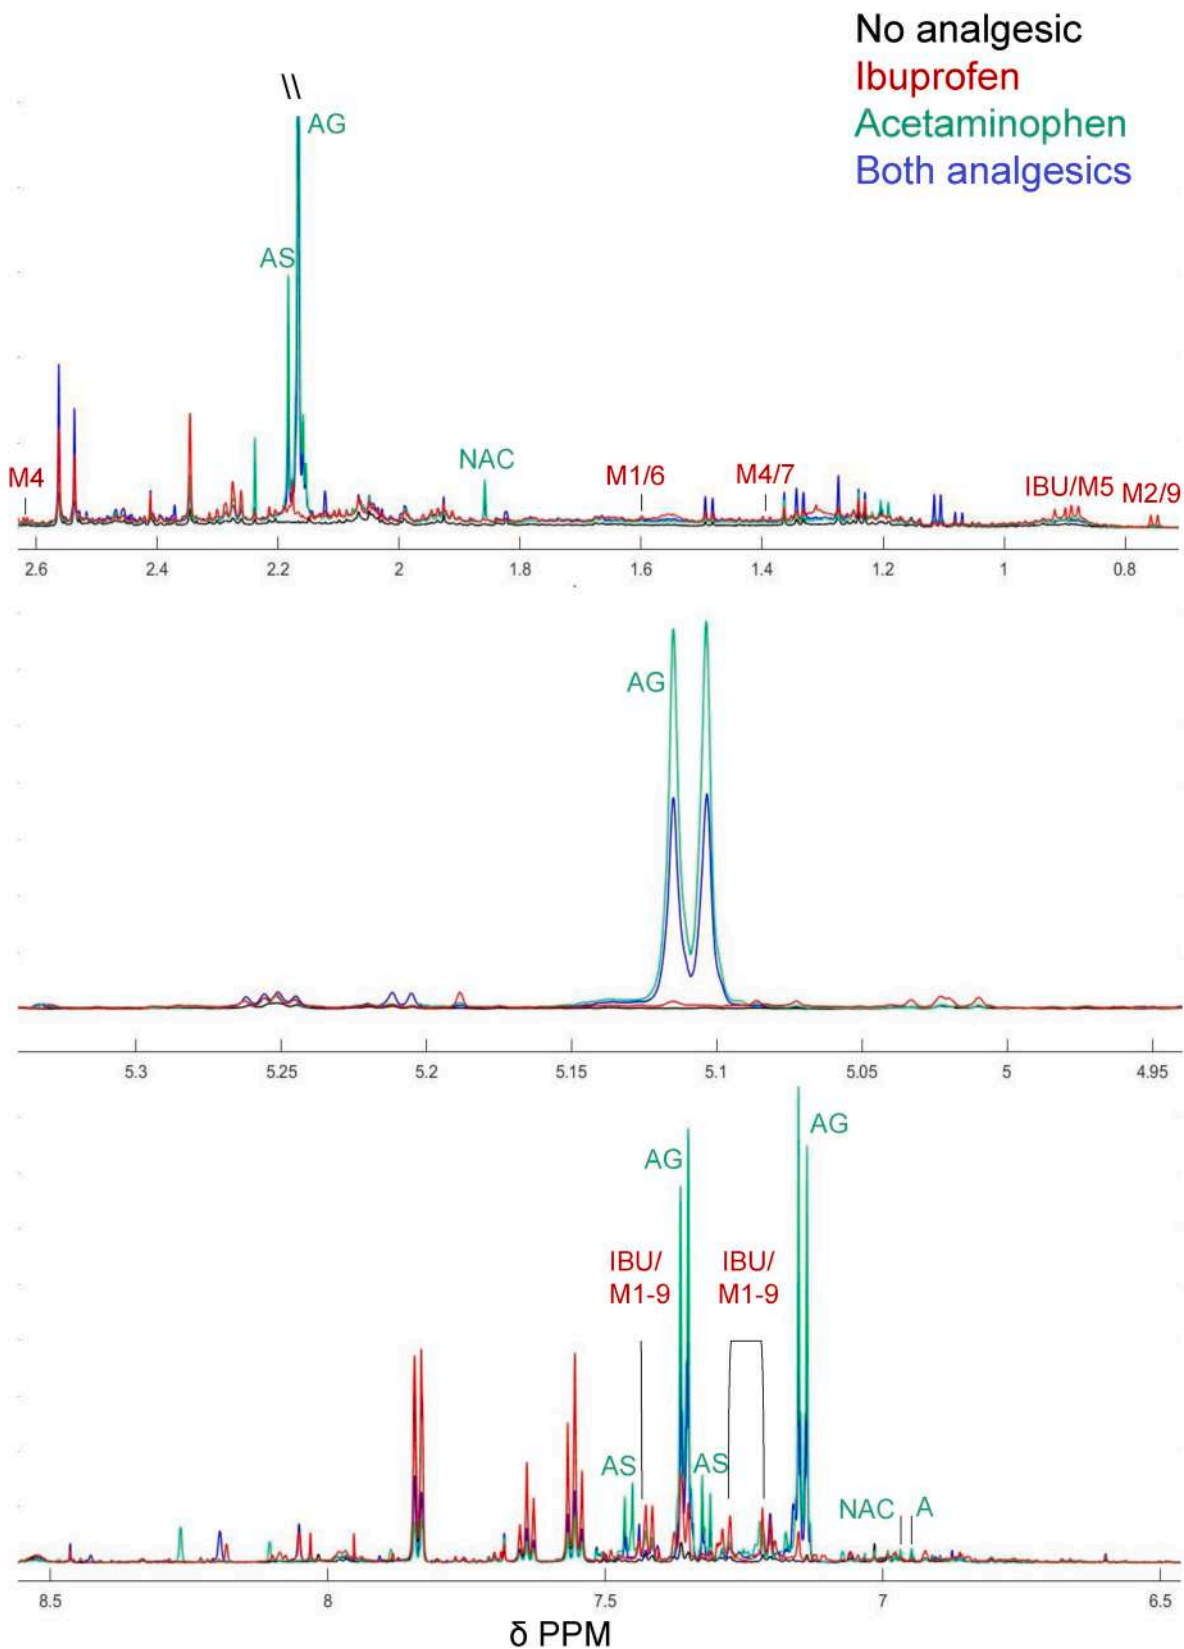 No analgesic
Ibuprofen
Acetaminophen
Both analgesics
\\
AG
AS
NAC
M4
M1/6
M4/7
IBU/M5
M2/9
2.6 2.4 2.2 2 1.8 1.6 1.4 1.2 1 0.8
AG
5.3 5.25 5.2 5.15 5.1 5.05 5 4.95
AG
AG
IBU/
M1-9
IBU/
M1-9
AS
AS
NAC
A
8.5 8 7.5 7 6.5
δ PPM